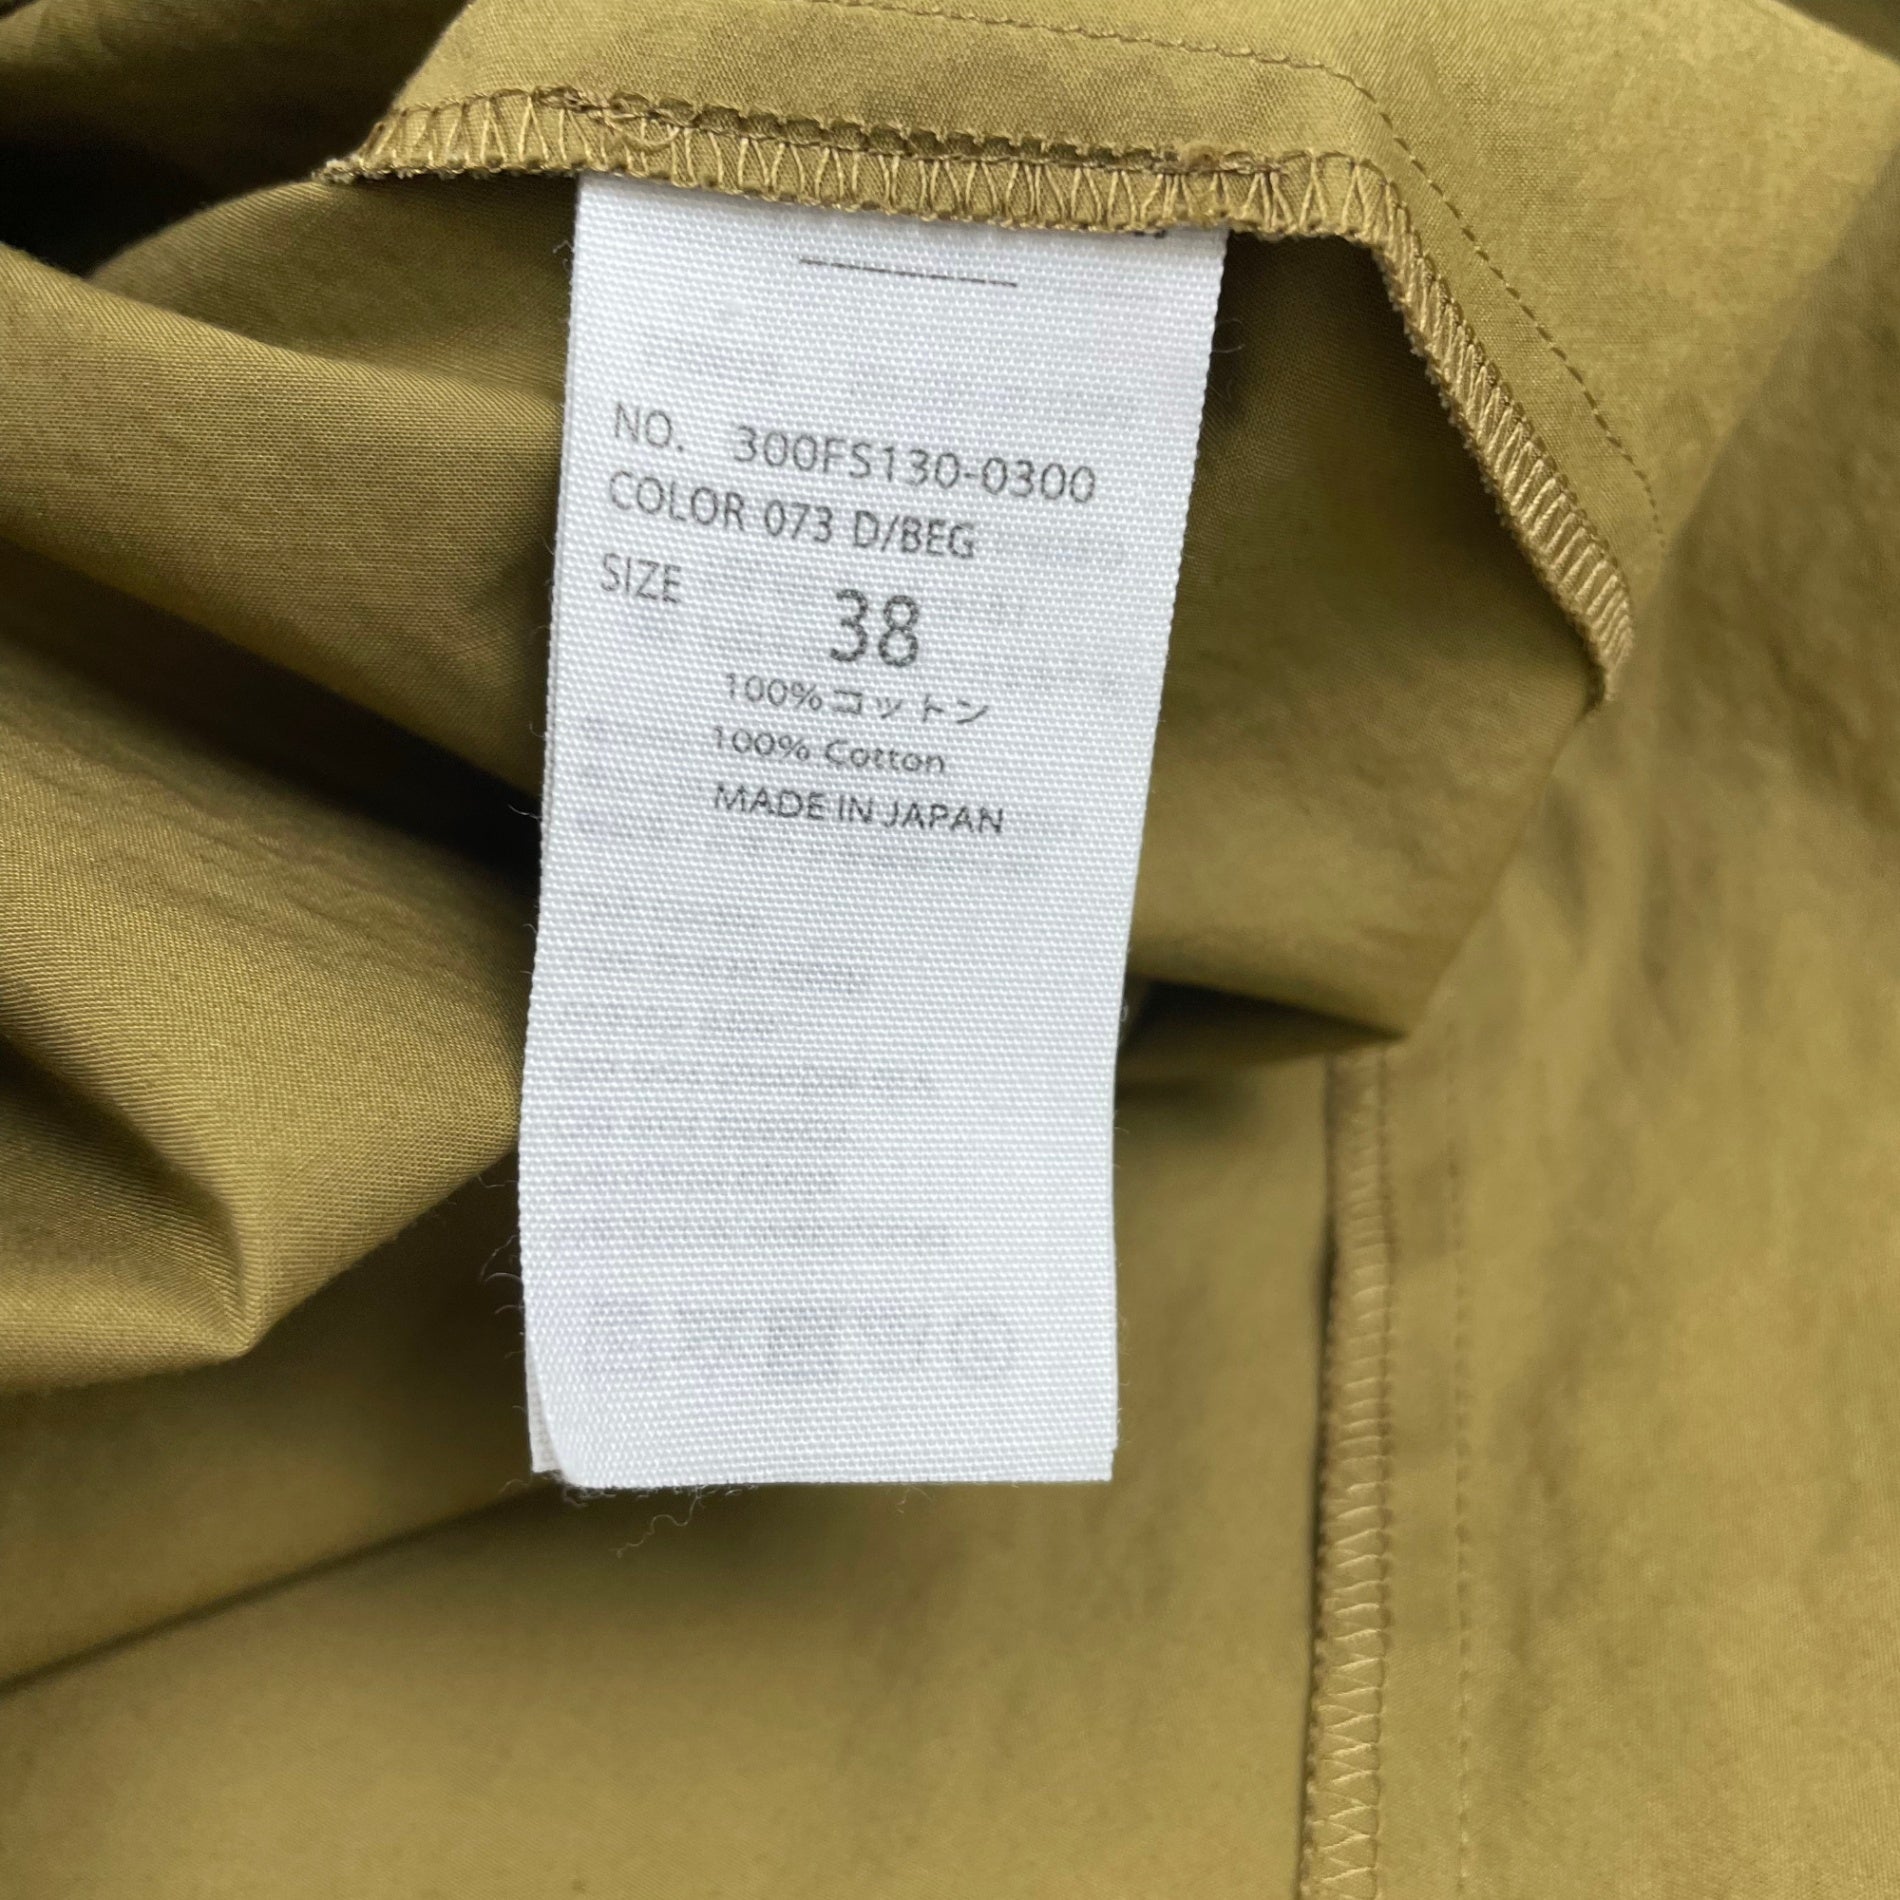 NO. 300FS130-0300
COLOR 073 D/BEG
SIZE 38
100%コットン
100% Cotton
MADE IN JAPAN